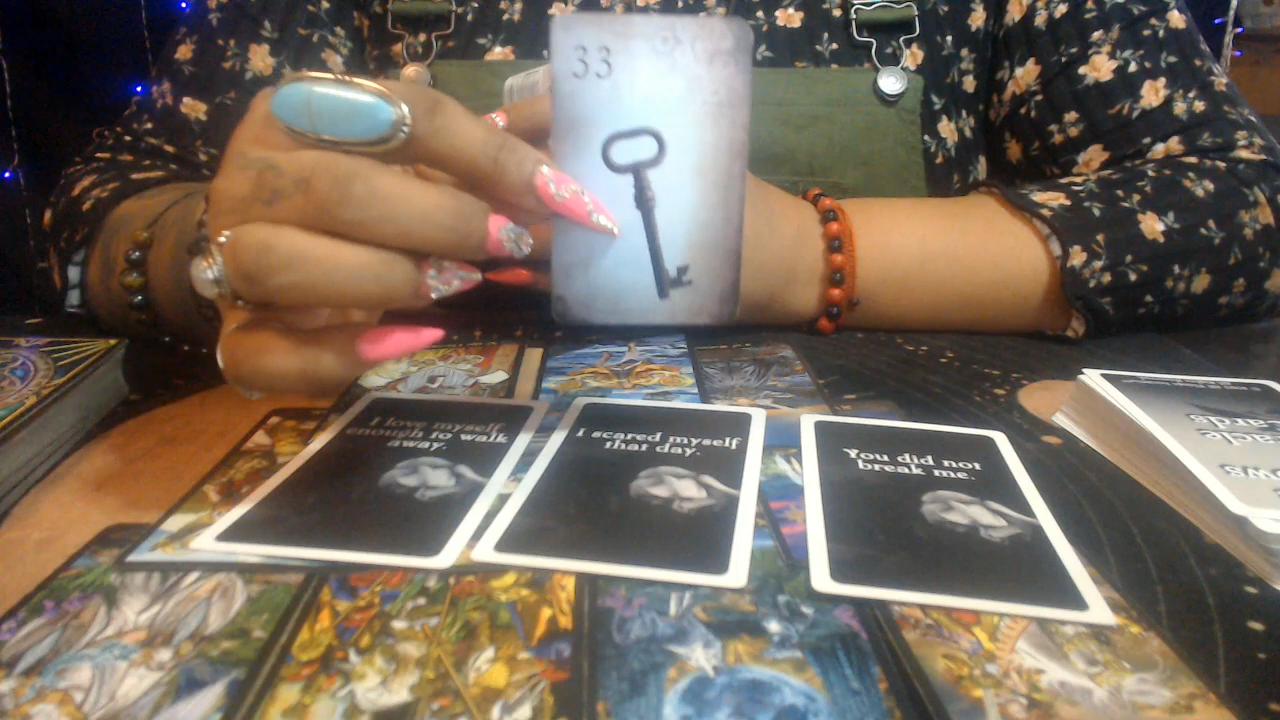 33
I love myself
enough to walk
away.
I scared myself
that day.
You did not
break me.